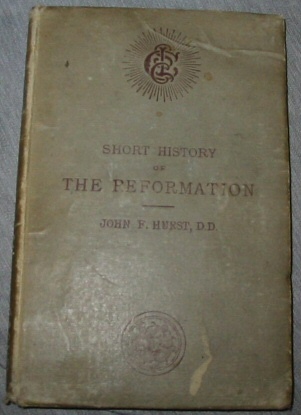 SHORT HISTORY
OF
THE REFORMATION
JOHN F. HURST, D.D.